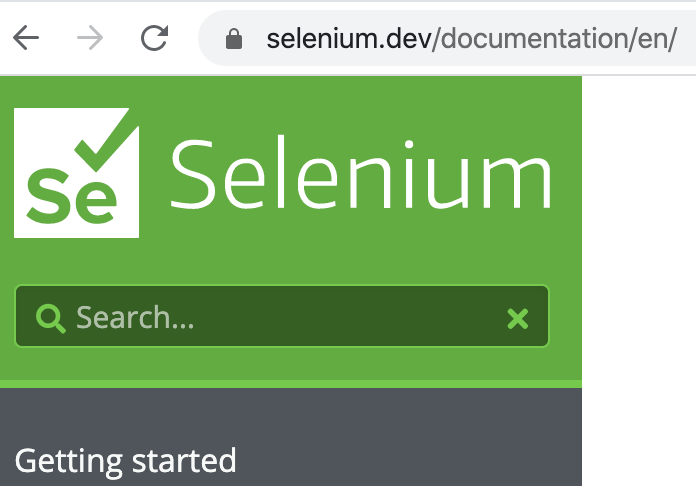 selenium.dev/documentation/en/
Se Selenium
Search...
Getting started